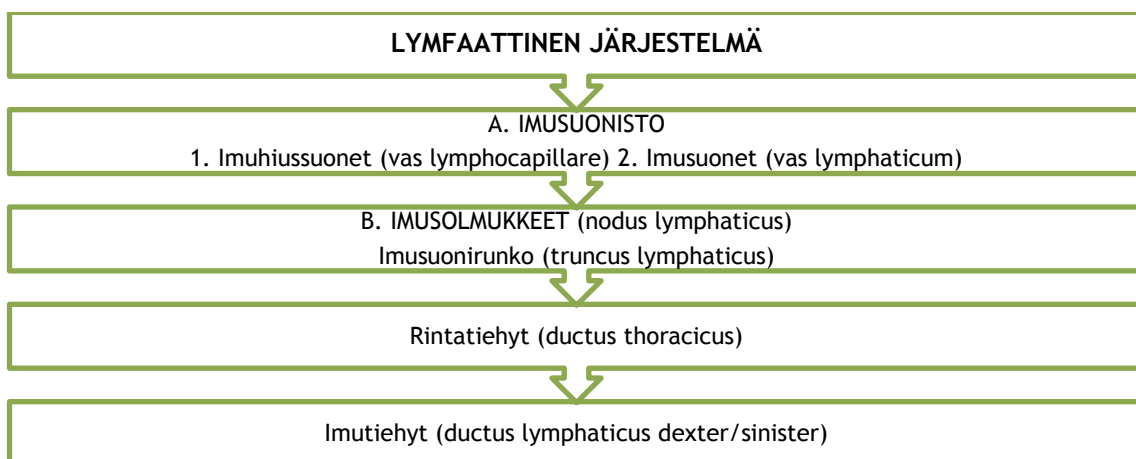 LYMFAATTINEN JÄRJESTELMÄ
A. IMUSUONISTO
1. Imuhiussuonet (vas lymphocapillare) 2. Imusuonet (vas lymphaticum)
B. IMUSOLMUKKEET (nodus lymphaticus)
Imusuonirunko (truncus lymphaticus)
Rintatiehyt (ductus thoracicus)
Imutiehyt (ductus lymphaticus dexter/sinister)